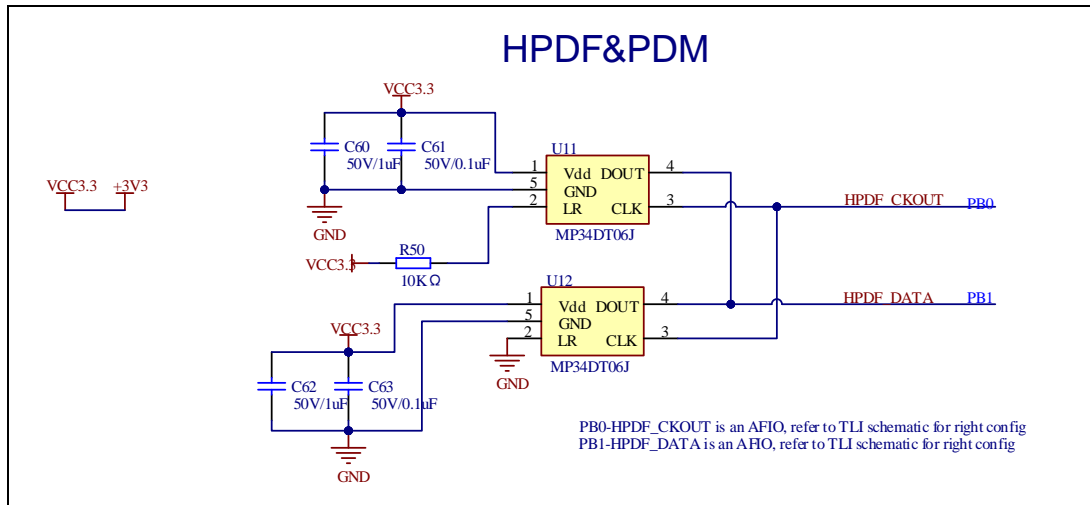 HPDF&PDM
VCC3.3
C60
50V/1uF
C61
50V/0.1uF
U11
1 Vdd DOUT 4
5 GND
2 LR CLK 3
MP34DT06J
VCC3.3 +3V3
GND
HPDF_CKOUT PB0
R50
VCC3.3
10KΩ
U12
1 Vdd DOUT 4
5 GND
2 LR CLK 3
MP34DT06J
HPDF_DATA PB1
VCC3.3
GND
C62
50V/1uF
C63
50V/0.1uF
GND
PB0-HPDF_CKOUT is an AFIO, refer to TLI schematic for right config
PB1-HPDF_DATA is an AFIO, refer to TLI schematic for right config